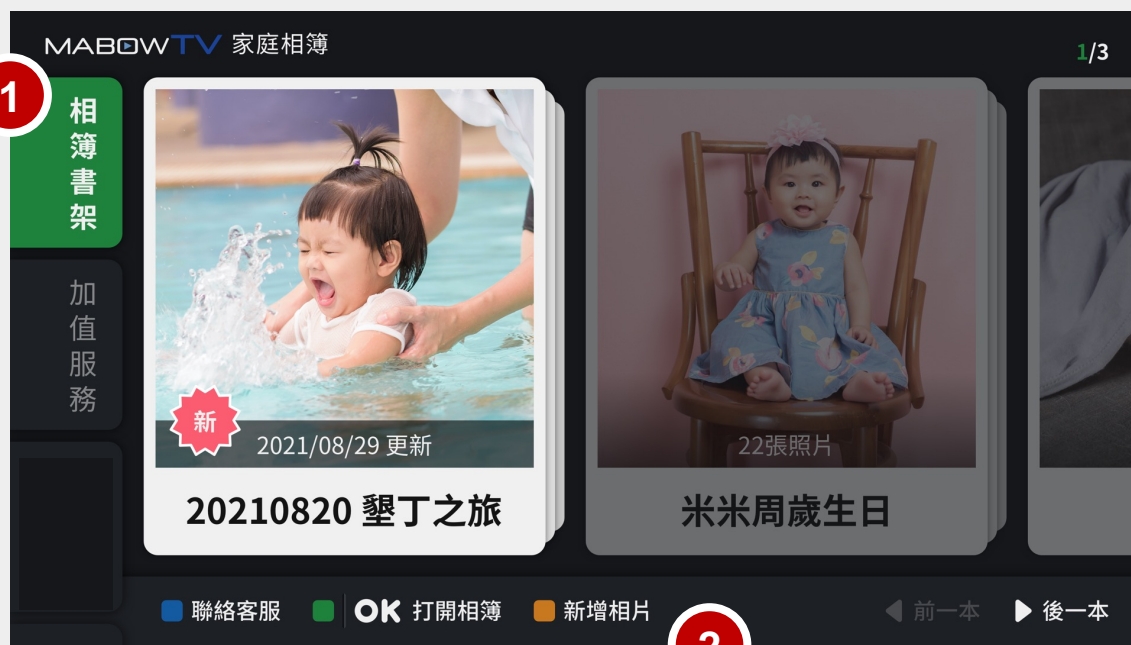 MABOWTV 家庭相簿
1/3
1
相簿書架
加值服務
新
2021/08/29 更新
20210820 墾丁之旅
22張照片
米米周歲生日
聯絡客服
OK 打開相簿
新增相片
前一本
後一本
2